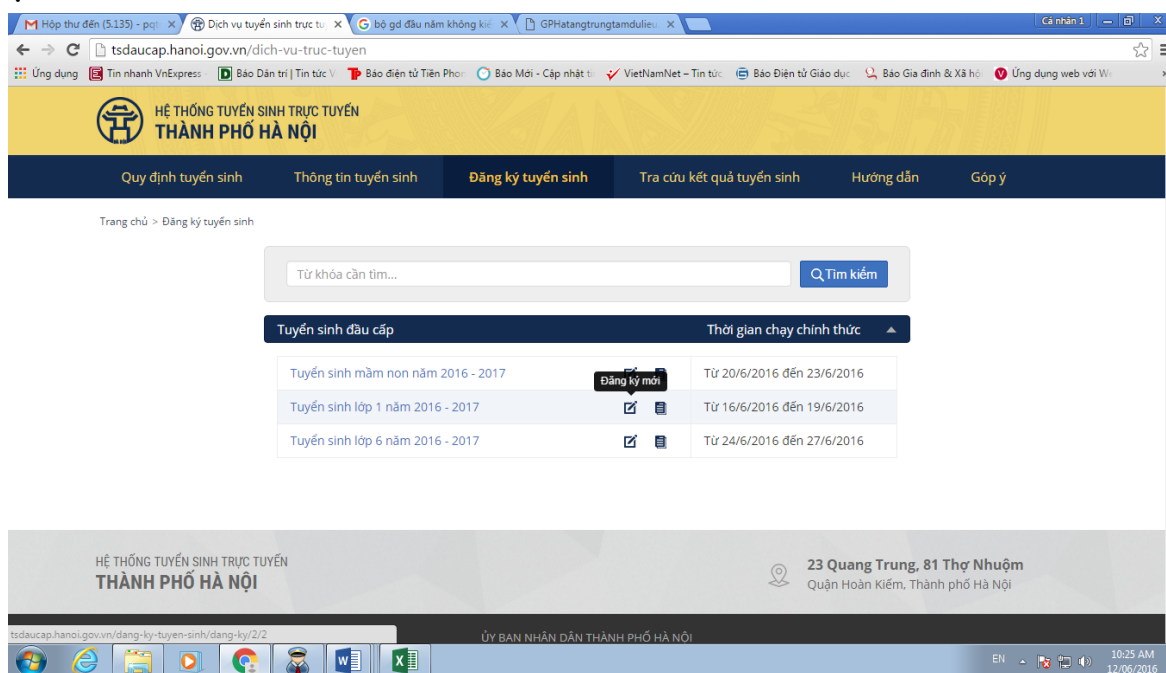 Hộp thư đến (5.135) - pqt
Dịch vụ tuyển sinh trực tu
bộ gd đầu năm không kiể
GPHatangtrungtamdulieu
Cá nhân 1
tsdaucap.hanoi.gov.vn/dich-vu-truc-tuyen
Ứng dụng Tin nhanh VnExpress - Báo Dân trí | Tin tức V Báo điện tử Tiền Phon Báo Mới - Cập nhật ti VietNamNet – Tin tức, Báo Điện tử Giáo dục Báo Gia đình & Xã hộ Ứng dụng web với W
HỆ THỐNG TUYỂN SINH TRỰC TUYẾN
THÀNH PHỐ HÀ NỘI
Quy định tuyển sinh Thông tin tuyển sinh Đăng ký tuyển sinh Tra cứu kết quả tuyển sinh Hướng dẫn Góp ý
Trang chủ > Đăng ký tuyển sinh
Từ khóa cần tìm... Tìm kiếm
Tuyển sinh đầu cấp Thời gian chạy chính thức
Tuyển sinh mầm non năm 2016 - 2017 Từ 20/6/2016 đến 23/6/2016
Đăng ký mới
Tuyển sinh lớp 1 năm 2016 - 2017 Từ 16/6/2016 đến 19/6/2016
Tuyển sinh lớp 6 năm 2016 - 2017 Từ 24/6/2016 đến 27/6/2016
HỆ THỐNG TUYỂN SINH TRỰC TUYẾN
THÀNH PHỐ HÀ NỘI
23 Quang Trung, 81 Thợ Nhuộm
Quận Hoàn Kiếm, Thành phố Hà Nội
tsdaucap.hanoi.gov.vn/dang-ky-tuyen-sinh/dang-ky/2/2
ỦY BAN NHÂN DÂN THÀNH PHỐ HÀ NỘI
EN
10:25 AM
12/06/2016